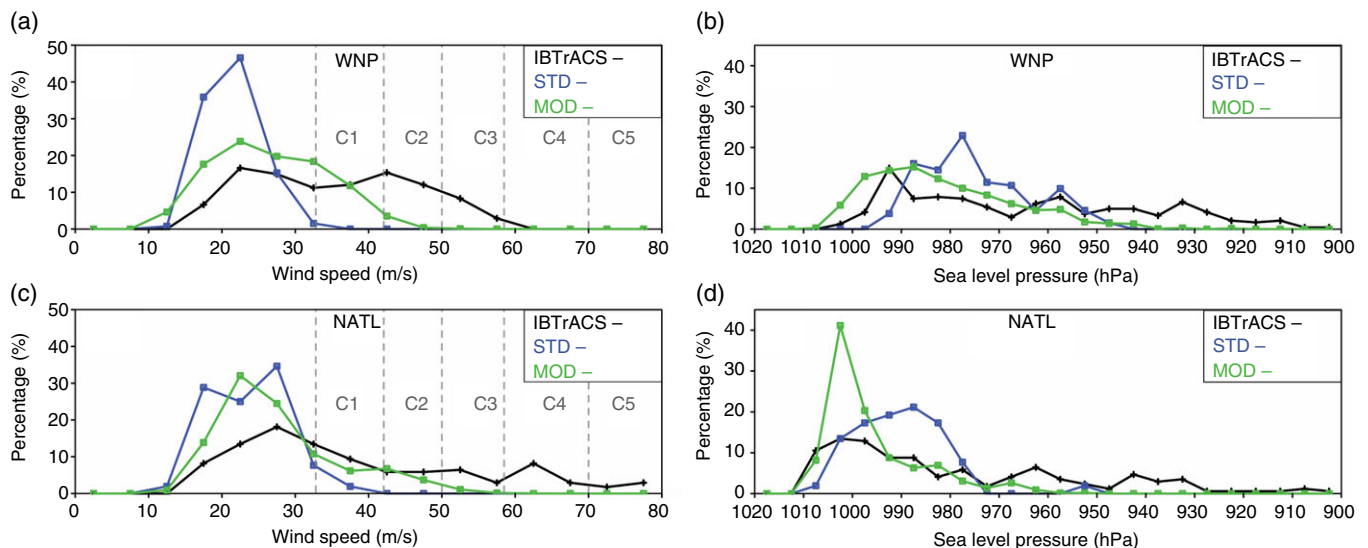 (a)
WNP
IBTrACS –
STD –
MOD –
C1 C2 C3 C4 C5
Percentage (%)
50
40
30
20
10
0
0 10 20 30 40 50 60 70 80
Wind speed (m/s)
(b)
WNP
IBTrACS –
STD –
MOD –
Percentage (%)
40
30
20
10
0
1020 1010 1000 990 980 970 960 950 940 930 920 910 900
Sea level pressure (hPa)
(c)
NATL
IBTrACS –
STD –
MOD –
C1 C2 C3 C4 C5
Percentage (%)
50
40
30
20
10
0
0 10 20 30 40 50 60 70 80
Wind speed (m/s)
(d)
NATL
IBTrACS –
STD –
MOD –
Percentage (%)
40
30
20
10
0
1020 1010 1000 990 980 970 960 950 940 930 920 910 900
Sea level pressure (hPa)